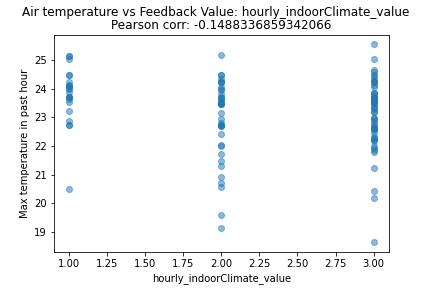 Air temperature vs Feedback Value: hourly_indoorClimate_value
Pearson corr: -0.1488336859342066
25
24
23
22
21
20
19
Max temperature in past hour
1.00 1.25 1.50 1.75 2.00 2.25 2.50 2.75 3.00
hourly_indoorClimate_value